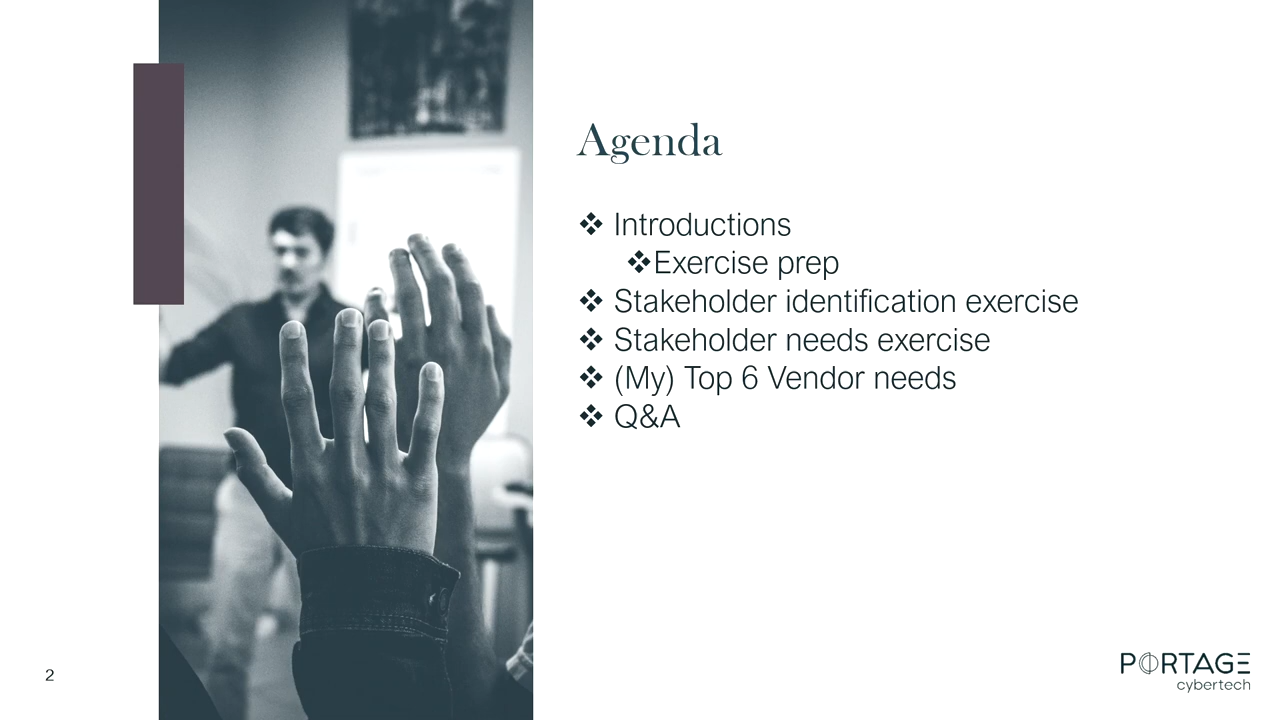 Agenda
❖ Introductions
❖Exercise prep
❖ Stakeholder identification exercise
❖ Stakeholder needs exercise
❖ (My) Top 6 Vendor needs
❖ Q&A
2
PORTAGE
cybertech